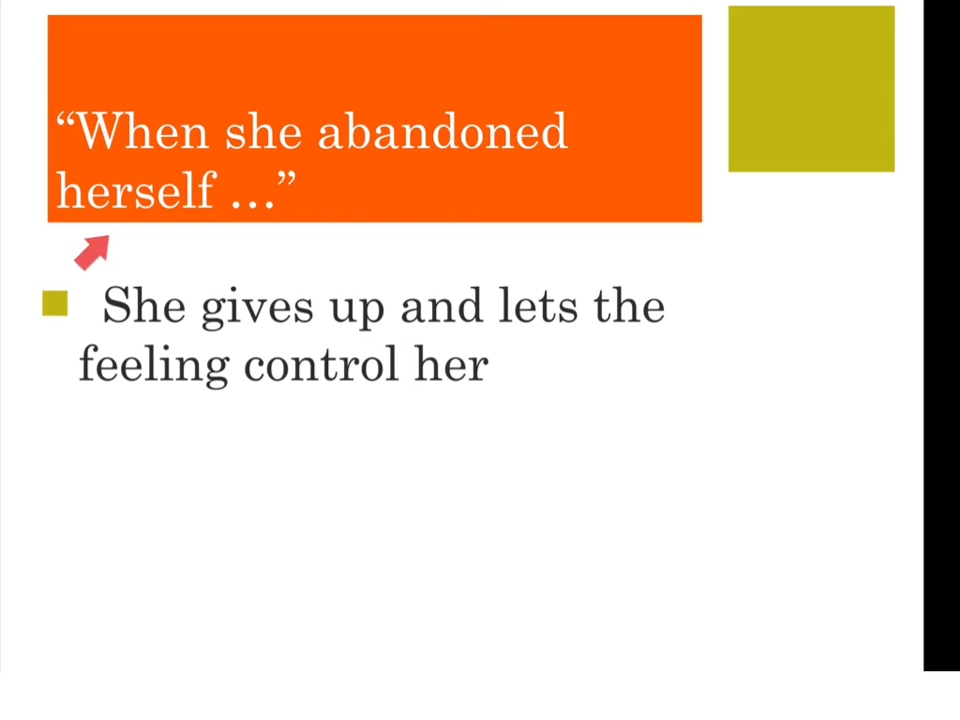 “When she abandoned
herself …”
She gives up and lets the
feeling control her